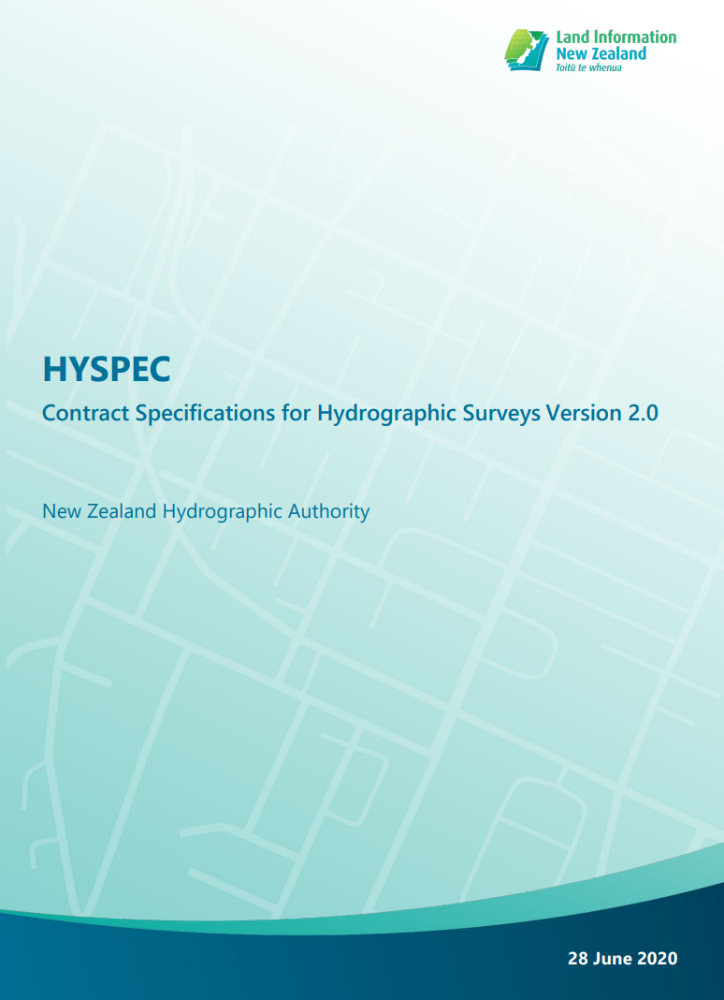 Land Information
New Zealand
Toitū te whenua
HYSPEC
Contract Specifications for Hydrographic Surveys Version 2.0
New Zealand Hydrographic Authority
28 June 2020